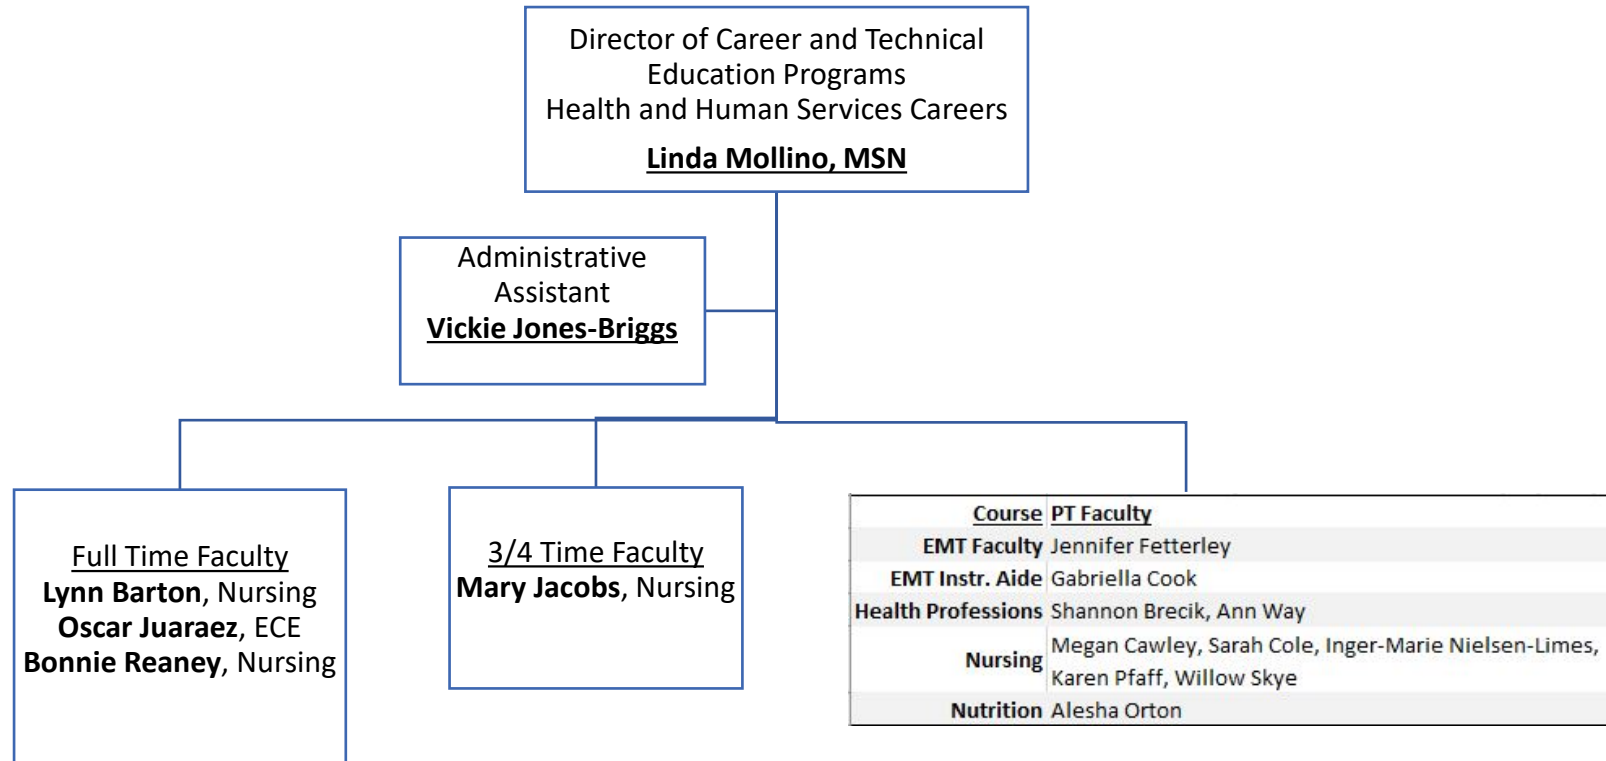 Director of Career and Technical
Education Programs
Health and Human Services Careers
Linda Mollino, MSN
Administrative
Assistant
Vickie Jones-Briggs
Full Time Faculty
Lynn Barton, Nursing
Oscar Juaraez, ECE
Bonnie Reaney, Nursing
3/4 Time Faculty
Mary Jacobs, Nursing
Course PT Faculty
EMT Faculty Jennifer Fetterley
EMT Instr. Aide Gabriella Cook
Health Professions Shannon Brecik, Ann Way
Nursing Megan Cawley, Sarah Cole, Inger-Marie Nielsen-Limes,
Karen Pfaff, Willow Skye
Nutrition Alesha Orton